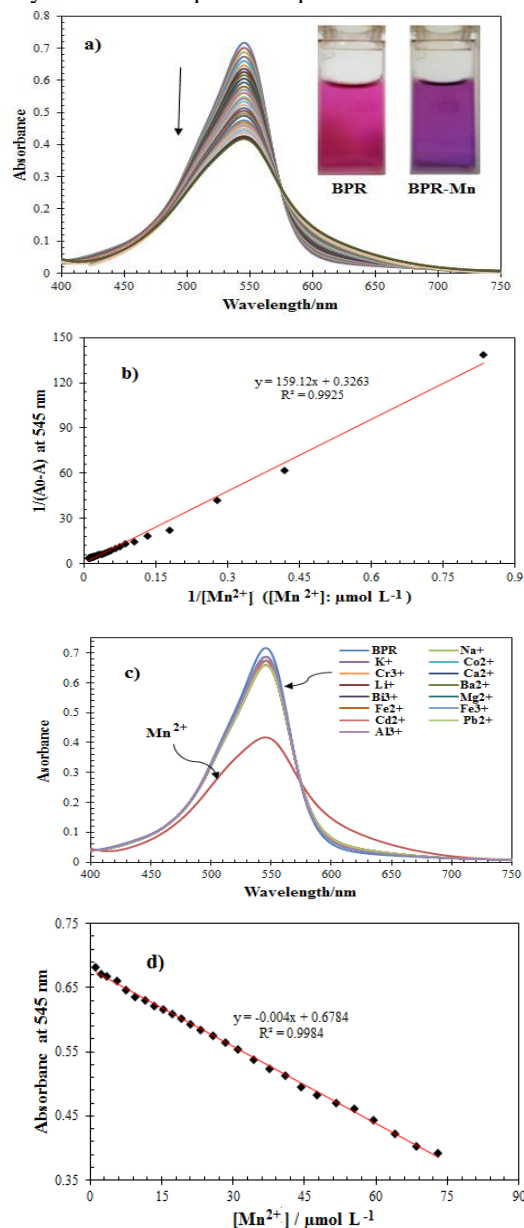 a)
0.8
0.7
0.6
0.5
0.4
0.3
0.2
0.1
0
Absorbance
BPR BPR-Mn
400 450 500 550 600 650 700 750
Wavelength/nm
b)
150
120
90
60
30
0
1/(Ao-A) at 545 nm
y = 159.12x + 0.3263
R² = 0.9925
0 0.15 0.3 0.45 0.6 0.75 0.9
1/[Mn²⁺] ([Mn ²⁺]: µmol L⁻¹ )
c)
0.7
0.6
0.5
0.4
0.3
0.2
0.1
0
Asorbance
BPR Na+
K+ Co2+
Cr3+ Ca2+
Li+ Ba2+
Bi3+ Mg2+
Fe2+ Fe3+
Cd2+ Pb2+
Al3+
Mn²⁺
400 450 500 550 600 650 700 750
Wavelength/nm
d)
0.75
0.65
0.55
0.45
0.35
Absorbane at 545 nm
y = -0.004x + 0.6784
R² = 0.9984
0 15 30 45 60 75 90
[Mn²⁺] / µmol L⁻¹